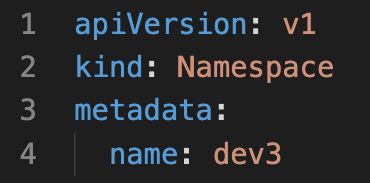 1 apiVersion: v1
2 kind: Namespace
3 metadata:
4   name: dev3